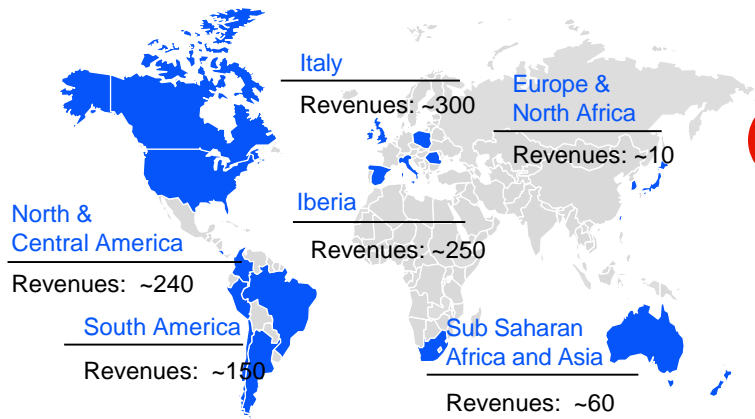 Italy
Revenues: ~300
Europe &
North Africa
Revenues: ~10
Iberia
Revenues: ~250
North &
Central America
Revenues: ~240
South America
Revenues: ~150
Sub Saharan
Africa and Asia
Revenues: ~60